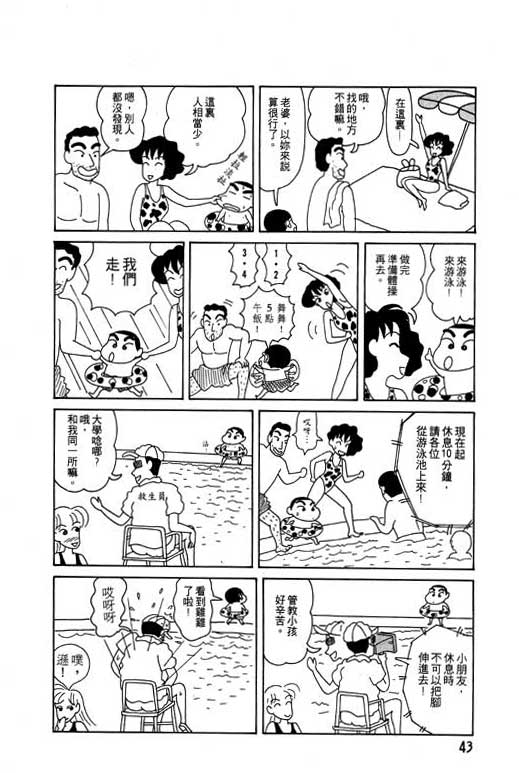 在這裏！
哦，
找的地方
不錯嘛。
老婆，以妳來說
算很行了。
這裏
人相當少。
嗯，別人
都沒發現。
來游泳！
來游泳！
做完
準備體操
再去。
1・2
3・4
舞舞！
5點
午飯！
我們
走！
現在起
休息10分鐘，
請各位
從游泳池上來！
哎呀…
沾
大學唸哪？
哦，
和我同一所嘛。
救生員
小朋友，
休息時
不可以把腳
伸進去！
管教小孩
好辛苦。
看到雞雞
了啦！
哎呀呀
噗，
遜！
43